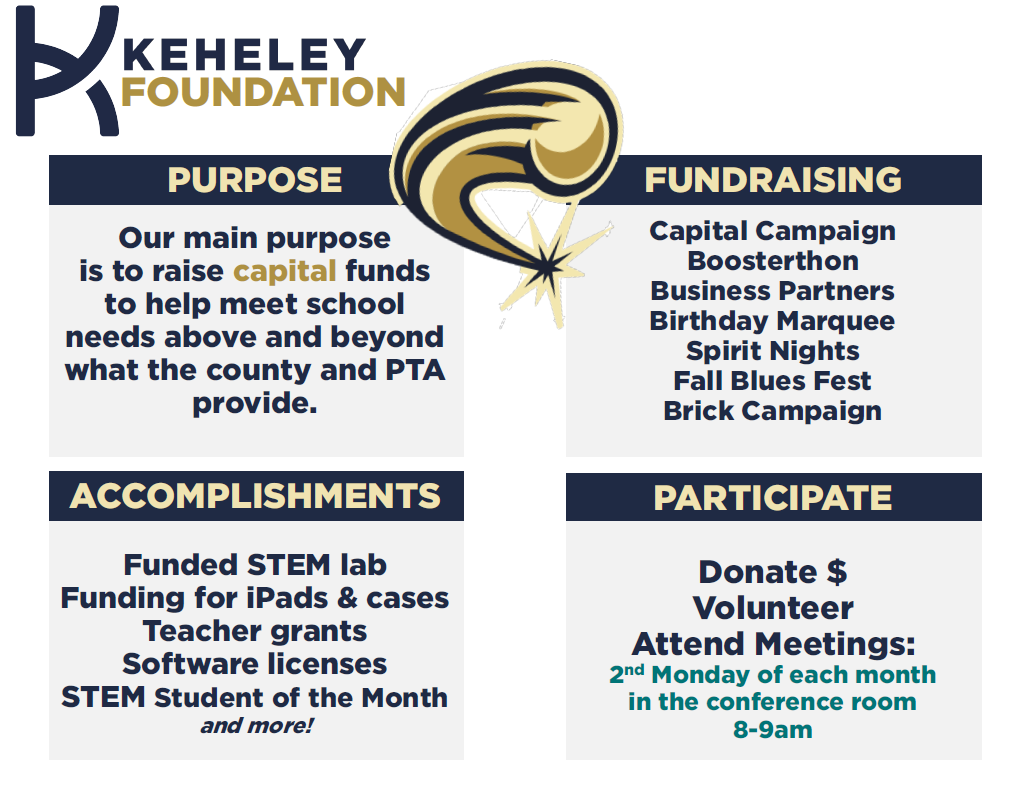 KEHELEY
FOUNDATION
PURPOSE
Our main purpose
is to raise capital funds
to help meet school
needs above and beyond
what the county and PTA
provide.
FUNDRAISING
Capital Campaign
Boosterthon
Business Partners
Birthday Marquee
Spirit Nights
Fall Blues Fest
Brick Campaign
ACCOMPLISHMENTS
Funded STEM lab
Funding for iPads & cases
Teacher grants
Software licenses
STEM Student of the Month
and more!
PARTICIPATE
Donate $
Volunteer
Attend Meetings:
2nd Monday of each month
in the conference room
8-9am